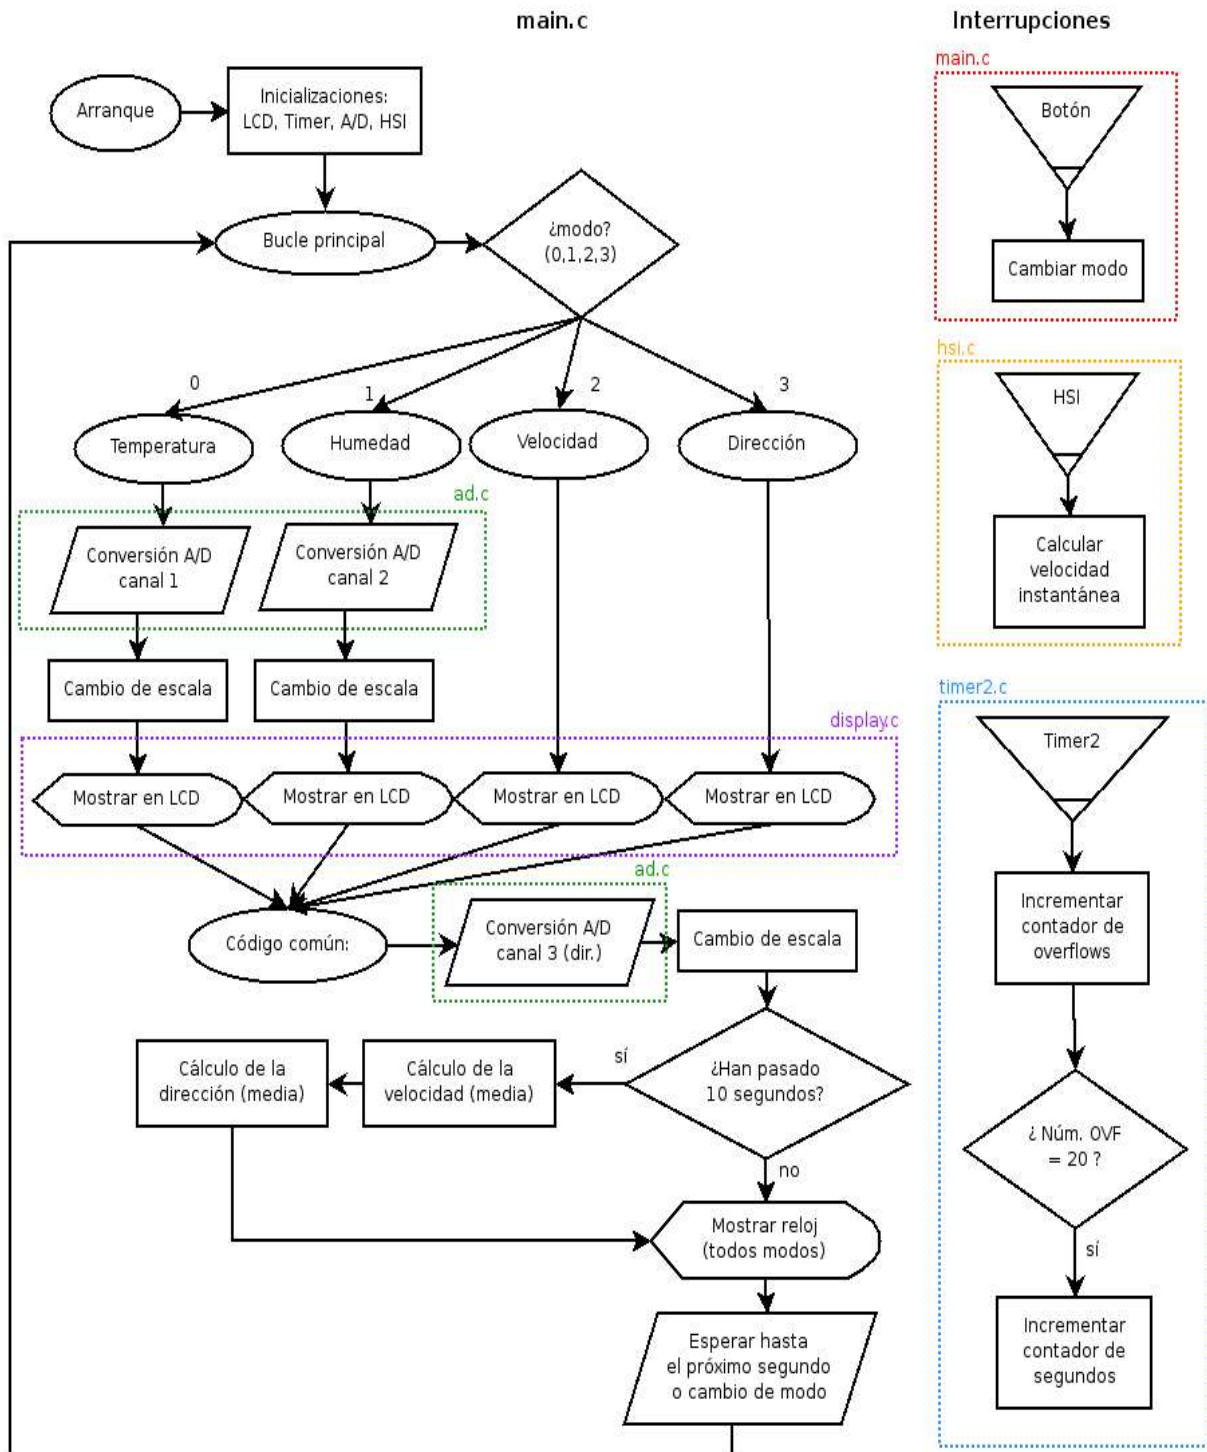 main.c
Interrupciones
main.c
Arranque
Inicializaciones:
LCD, Timer, A/D, HSI
Botón
Bucle principal
¿modo?
(0,1,2,3)
Cambiar modo
hsi.c
0
1
2
3
HSI
Temperatura
Humedad
Velocidad
Dirección
ad.c
Conversión A/D
canal 1
Conversión A/D
canal 2
Calcular
velocidad
instantánea
Cambio de escala
Cambio de escala
timer2.c
display.c
Timer2
Mostrar en LCD
Mostrar en LCD
Mostrar en LCD
Mostrar en LCD
ad.c
Código común:
Conversión A/D
canal 3 (dir.)
Cambio de escala
Incrementar
contador de
overflows
sí
Cálculo de la
dirección (media)
Cálculo de la
velocidad (media)
¿Han pasado
10 segundos?
¿ Núm. OVF
= 20 ?
no
Mostrar reloj
(todos modos)
sí
Esperar hasta
el próximo segundo
o cambio de modo
Incrementar
contador de
segundos